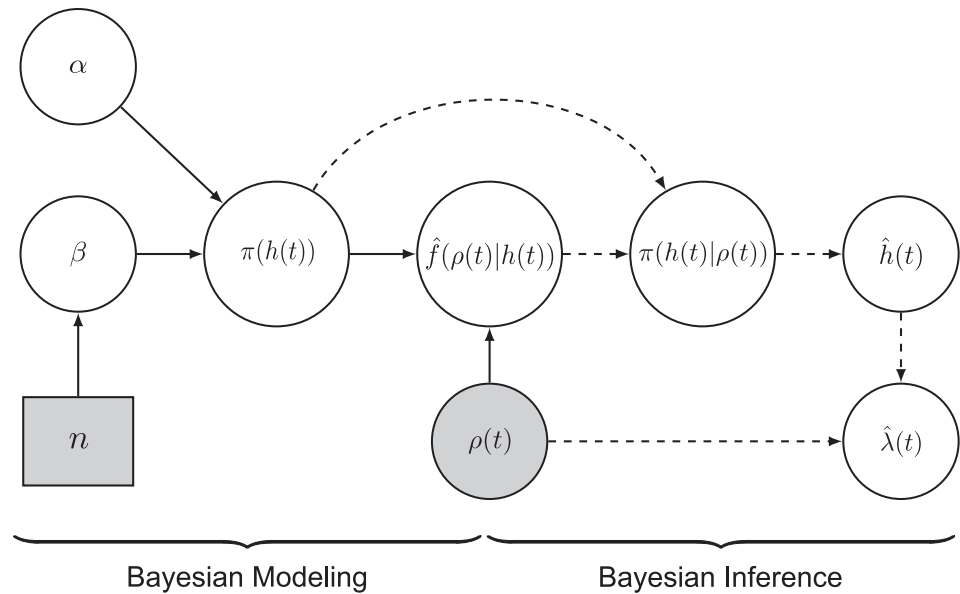 α
β
π(h(t))
f̂(ρ(t)|h(t))
π(h(t)|ρ(t))
ĥ(t)
n
ρ(t)
λ̂(t)
Bayesian Modeling
Bayesian Inference